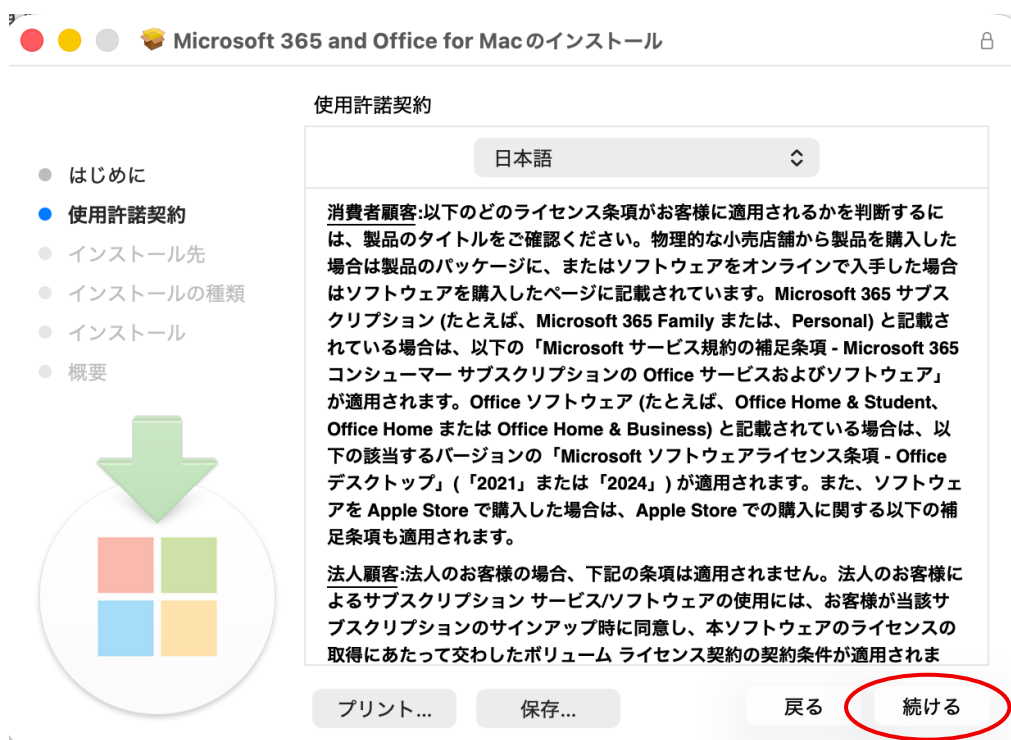 Microsoft 365 and Office for Macのインストール
使用許諾契約
日本語
はじめに
使用許諾契約
インストール先
インストールの種類
インストール
概要
消費者顧客:以下のどのライセンス条項がお客様に適用されるかを判断するに
は、製品のタイトルをご確認ください。物理的な小売店舗から製品を購入した
場合は製品のパッケージに、またはソフトウェアをオンラインで入手した場合
はソフトウェアを購入したページに記載されています。Microsoft 365 サブス
クリプション (たとえば、Microsoft 365 Family または、Personal) と記載さ
れている場合は、以下の「Microsoft サービス規約の補足条項 - Microsoft 365
コンシューマー サブスクリプションの Office サービスおよびソフトウェア」
が適用されます。Office ソフトウェア (たとえば、Office Home & Student、
Office Home または Office Home & Business) と記載されている場合は、以
下の該当するバージョンの「Microsoft ソフトウェアライセンス条項 - Office
デスクトップ」(「2021」または「2024」) が適用されます。また、ソフトウェ
アを Apple Store で購入した場合は、Apple Store での購入に関する以下の補
足条項も適用されます。
法人顧客:法人のお客様の場合、下記の条項は適用されません。法人のお客様に
よるサブスクリプション サービス/ソフトウェアの使用には、お客様が当該サ
ブスクリプションのサインアップ時に同意し、本ソフトウェアのライセンスの
取得にあたって交わしたボリューム ライセンス契約の契約条件が適用されま
プリント...
保存...
戻る
続ける